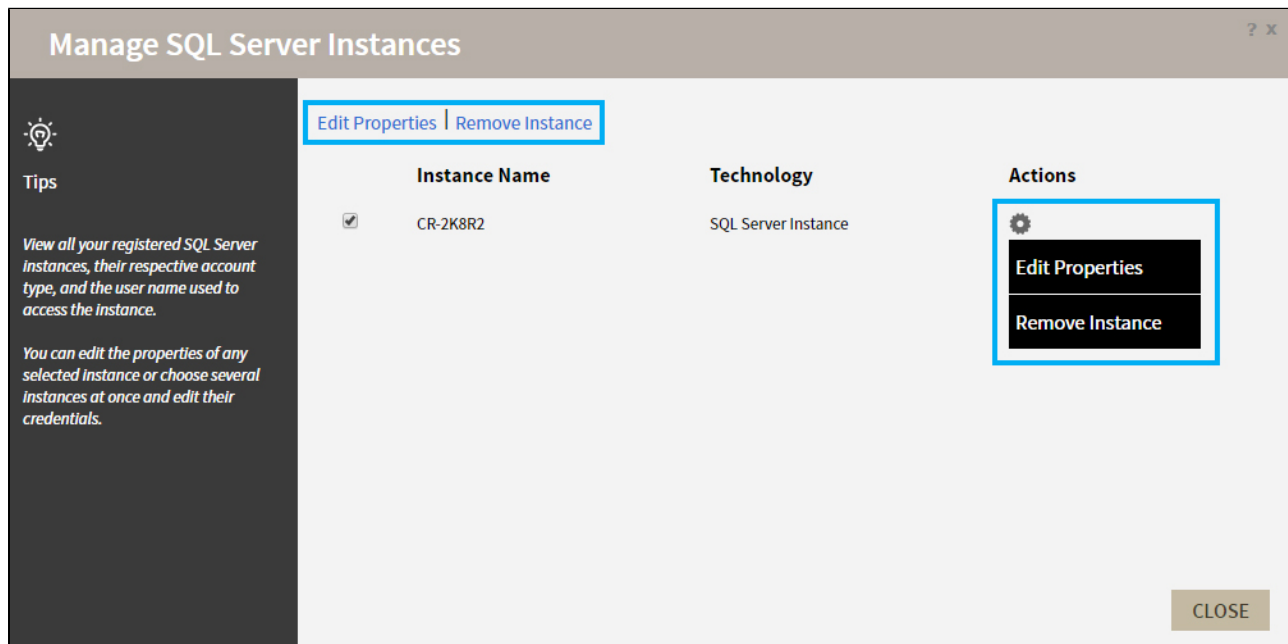 Manage SQL Server Instances
? x
Tips
View all your registered SQL Server
instances, their respective account
type, and the user name used to
access the instance.
You can edit the properties of any
selected instance or choose several
instances at once and edit their
credentials.
Edit Properties | Remove Instance
Instance Name Technology Actions
CR-2K8R2 SQL Server Instance
Edit Properties
Remove Instance
CLOSE